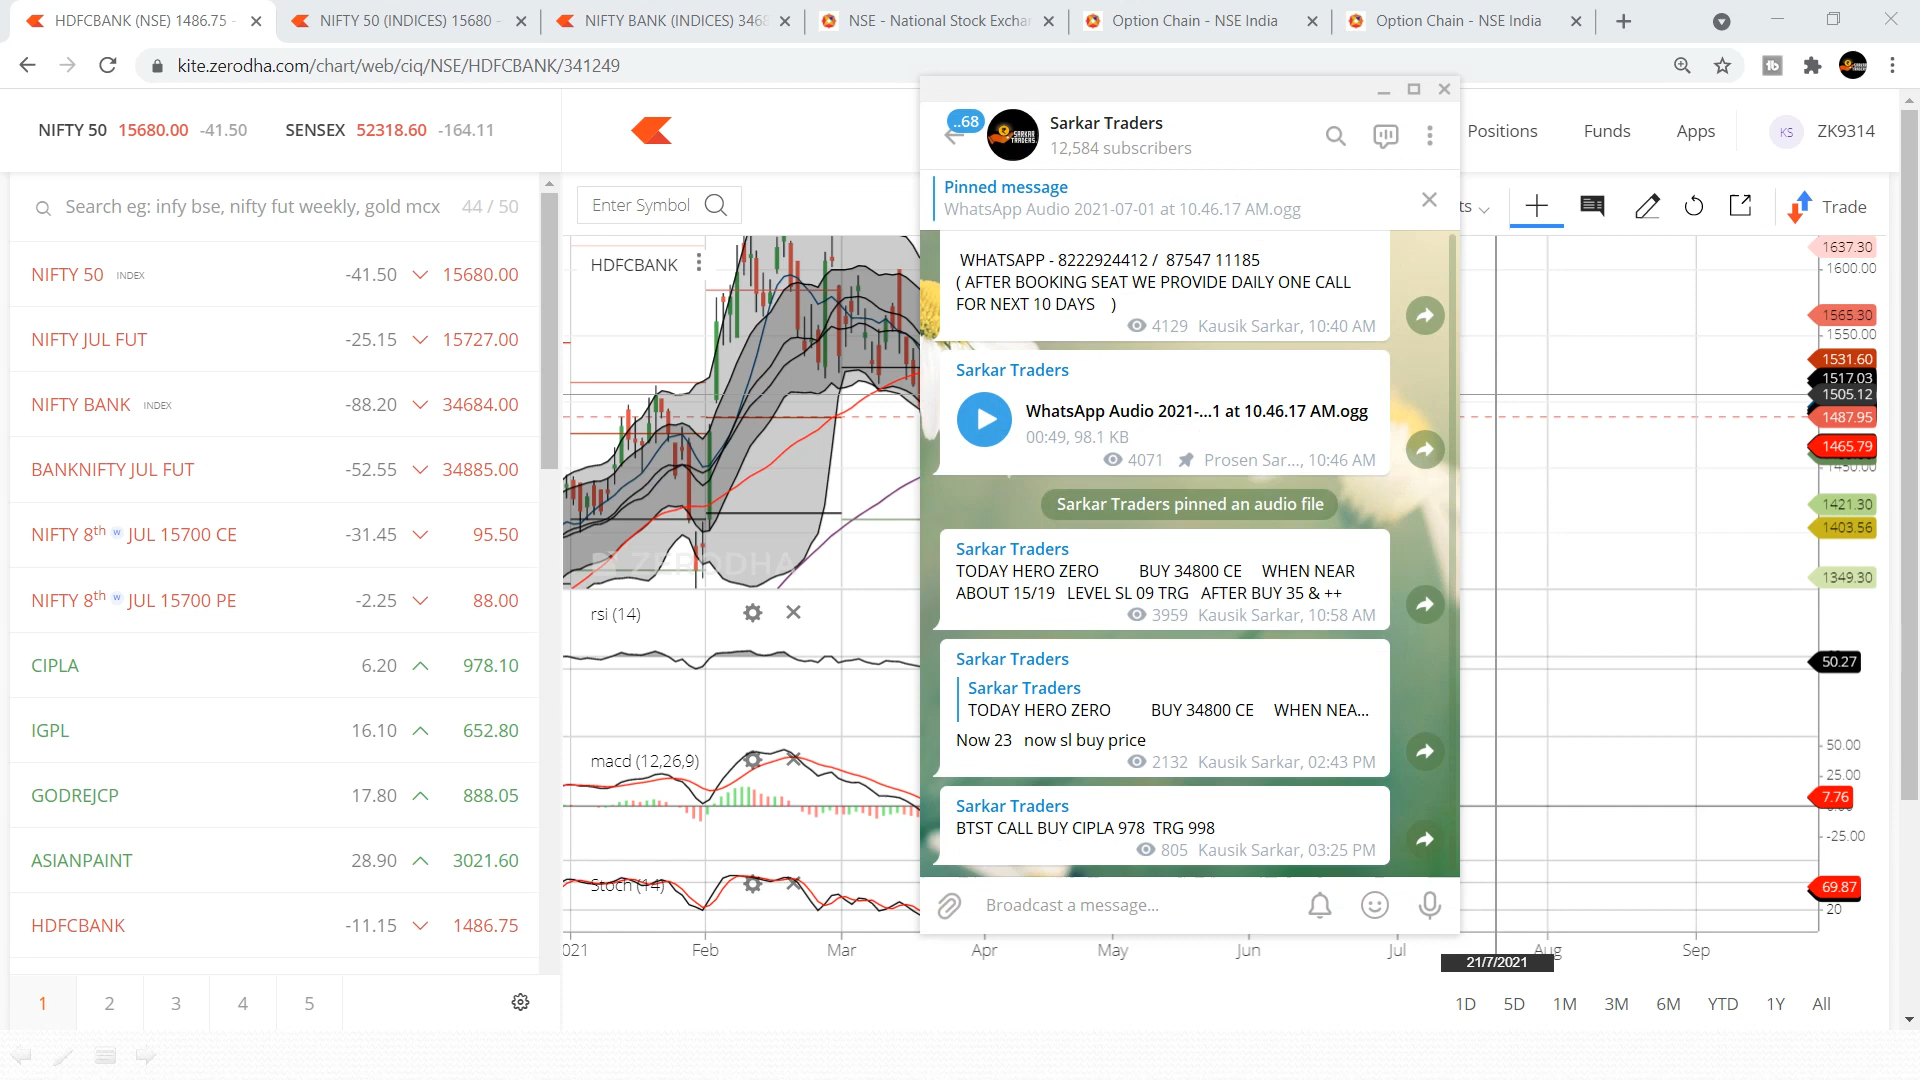 HDFCBANK (NSE) 1486.75 -
NIFTY 50 (INDICES) 15680 -
NIFTY BANK (INDICES) 3468
NSE - National Stock Exchan
Option Chain - NSE India
Option Chain - NSE India
kite.zerodha.com/chart/web/ciq/NSE/HDFCBANK/341249
NIFTY 50 15680.00 -41.50 SENSEX 52318.60 -164.11
Positions Funds Apps KS ZK9314
Search eg: infy bse, nifty fut weekly, gold mcx 44 / 50
NIFTY 50 INDEX -41.50 15680.00
NIFTY JUL FUT -25.15 15727.00
NIFTY BANK INDEX -88.20 34684.00
BANKNIFTY JUL FUT -52.55 34885.00
NIFTY 8th w JUL 15700 CE -31.45 95.50
NIFTY 8th w JUL 15700 PE -2.25 88.00
CIPLA 6.20 978.10
IGPL 16.10 652.80
GODREJCP 17.80 888.05
ASIANPAINT 28.90 3021.60
HDFCBANK -11.15 1486.75
1 2 3 4 5
Enter Symbol
ts
Trade
HDFCBANK
ZERODHA
rsi (14)
macd (12,26,9)
Stoch (14)
..68
Sarkar Traders
12,584 subscribers
SARKAR
TRADERS
Pinned message
WhatsApp Audio 2021-07-01 at 10.46.17 AM.ogg
WHATSAPP - 8222924412 / 87547 11185
( AFTER BOOKING SEAT WE PROVIDE DAILY ONE CALL
FOR NEXT 10 DAYS )
4129 Kausik Sarkar, 10:40 AM
Sarkar Traders
WhatsApp Audio 2021-...1 at 10.46.17 AM.ogg
00:49, 98.1 KB
4071 Prosen Sar..., 10:46 AM
Sarkar Traders pinned an audio file
Sarkar Traders
TODAY HERO ZERO BUY 34800 CE WHEN NEAR
ABOUT 15/19 LEVEL SL 09 TRG AFTER BUY 35 & ++
3959 Kausik Sarkar, 10:58 AM
Sarkar Traders
Sarkar Traders
TODAY HERO ZERO BUY 34800 CE WHEN NEA...
Now 23 now sl buy price
2132 Kausik Sarkar, 02:43 PM
Sarkar Traders
BTST CALL BUY CIPLA 978 TRG 998
805 Kausik Sarkar, 03:25 PM
Broadcast a message...
1637.30
1600.00
1565.30
1550.00
1531.60
1517.03
1505.12
1487.95
1465.79
1450.00
1421.30
1403.56
1349.30
50.27
50.00
25.00
7.76
-25.00
69.87
20
021 Feb Mar Apr May Jun Jul Aug Sep
21/7/2021
1D 5D 1M 3M 6M YTD 1Y All